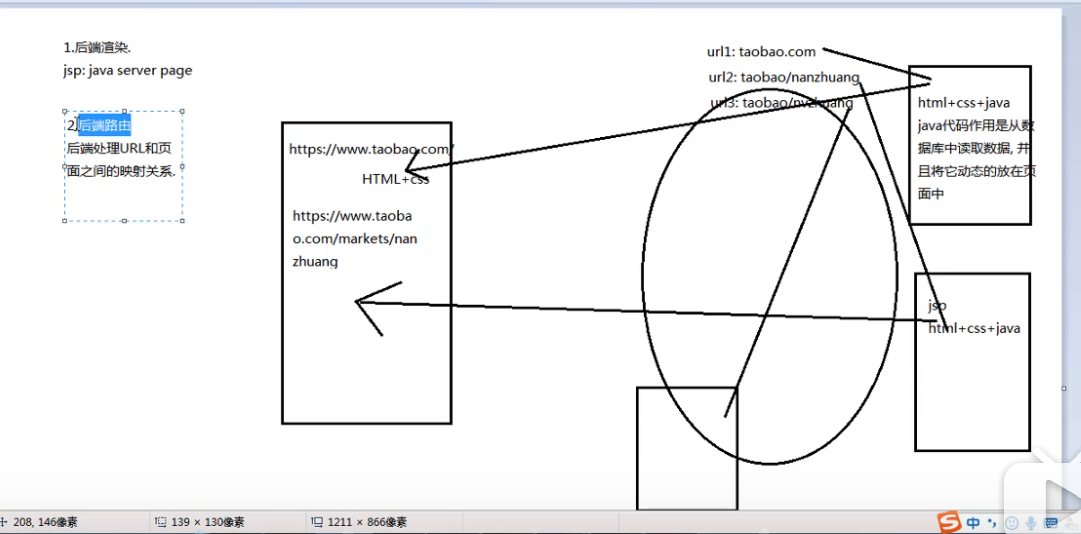 1.后端渲染.
jsp: java server page
2.后端路由
后端处理URL和页
面之间的映射关系.
https://www.taobao.com/
HTML+css
https://www.taoba
o.com/markets/nan
zhuang
url1: taobao.com
url2: taobao/nanzhuang
url3: taobao/nvzhuang
html+css+java
java代码作用是从数
据库中读取数据, 并
且将它动态的放在页
面中
jsp
html+css+java
208, 146像素
139 × 130像素
1211 × 866像素
中